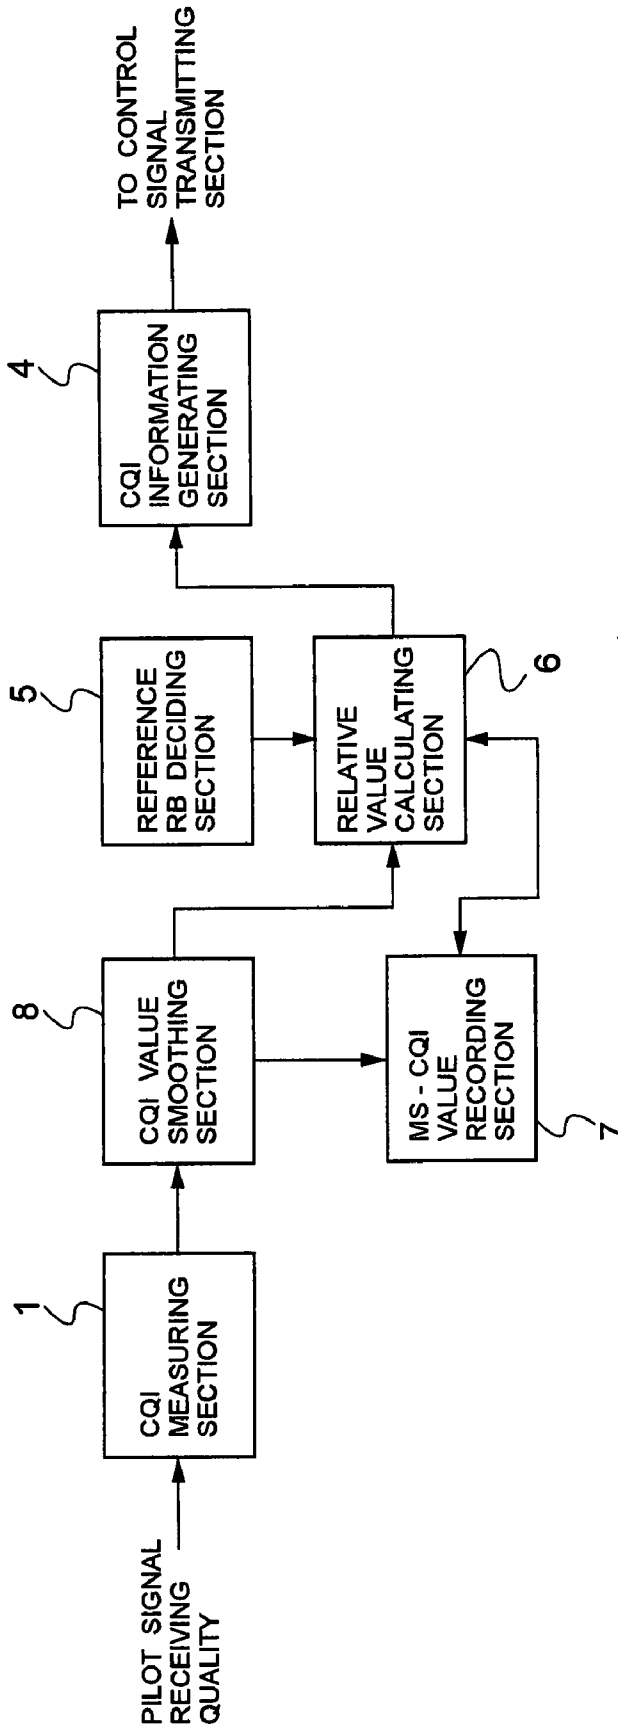 PILOT SIGNAL
RECEIVING
QUALITY
1
CQI
MEASURING
SECTION
8
CQI VALUE
SMOOTHING
SECTION
MS - CQI
VALUE
RECORDING
SECTION
7
5
REFERENCE
RB DECIDING
SECTION
RELATIVE
VALUE
CALCULATING
SECTION
6
4
CQI
INFORMATION
GENERATING
SECTION
TO CONTROL
SIGNAL
TRANSMITTING
SECTION